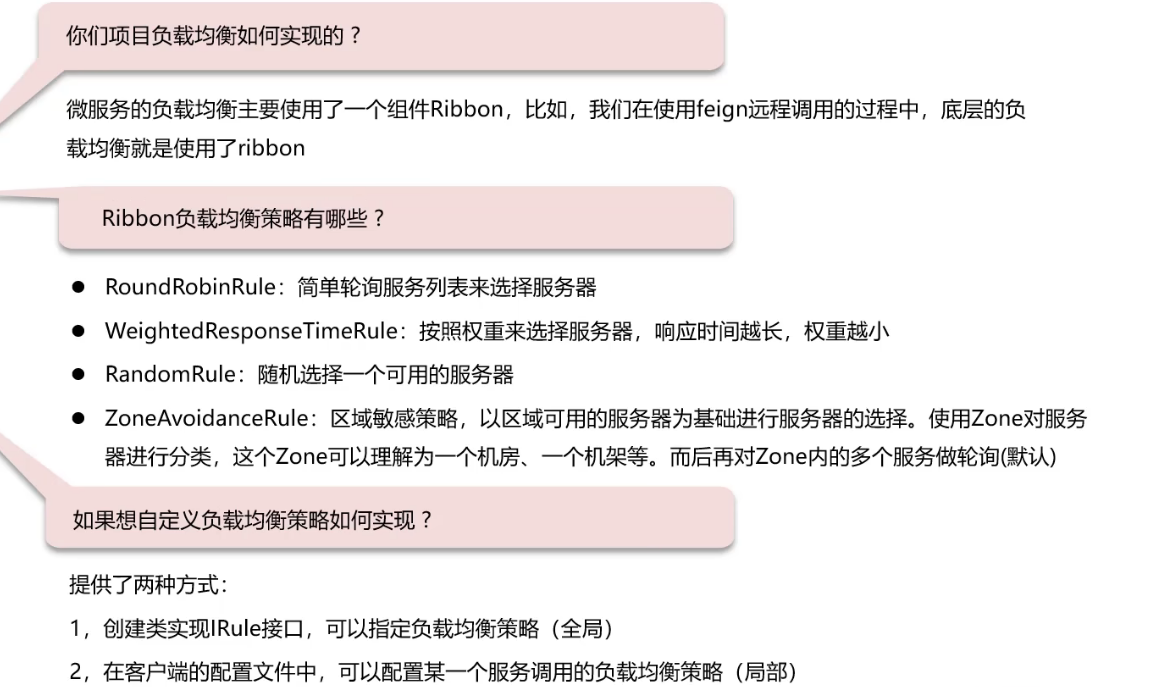 你们项目负载均衡如何实现的？
微服务的负载均衡主要使用了一个组件Ribbon，比如，我们在使用feign远程调用的过程中，底层的负
载均衡就是使用了ribbon
Ribbon负载均衡策略有哪些？
● RoundRobinRule：简单轮询服务列表来选择服务器
● WeightedResponseTimeRule：按照权重来选择服务器，响应时间越长，权重越小
● RandomRule：随机选择一个可用的服务器
● ZoneAvoidanceRule：区域敏感策略，以区域可用的服务器为基础进行服务器的选择。使用Zone对服务
器进行分类，这个Zone可以理解为一个机房、一个机架等。而后再对Zone内的多个服务做轮询(默认)
如果想自定义负载均衡策略如何实现？
提供了两种方式：
1，创建类实现IRule接口，可以指定负载均衡策略（全局）
2，在客户端的配置文件中，可以配置某一个服务调用的负载均衡策略（局部）